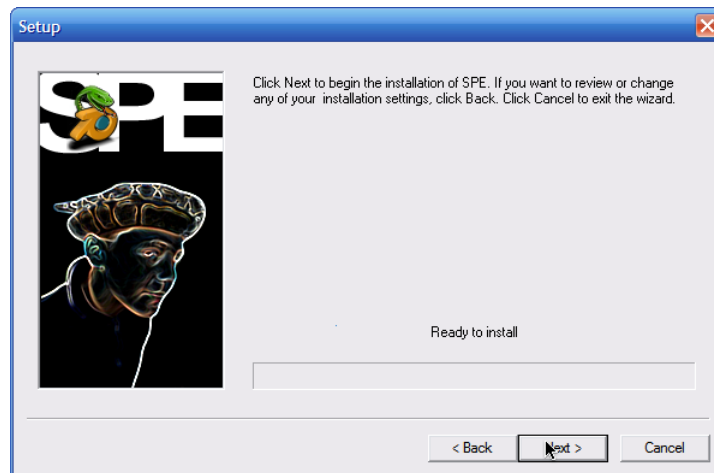 Setup
SPE
Click Next to begin the installation of SPE. If you want to review or change
any of your installation settings, click Back. Click Cancel to exit the wizard.
Ready to install
< Back Next > Cancel